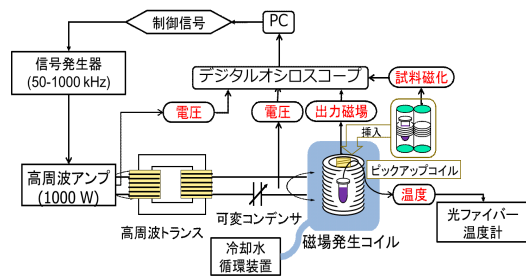 制御信号
PC
信号発生器
(50-1000 kHz)
デジタルオシロスコープ
試料磁化
電圧
電圧
出力磁場
挿入
高周波アンプ
(1000 W)
ピックアップコイル
温度
可変コンデンサ
高周波トランス
磁場発生コイル
光ファイバー
温度計
冷却水
循環装置